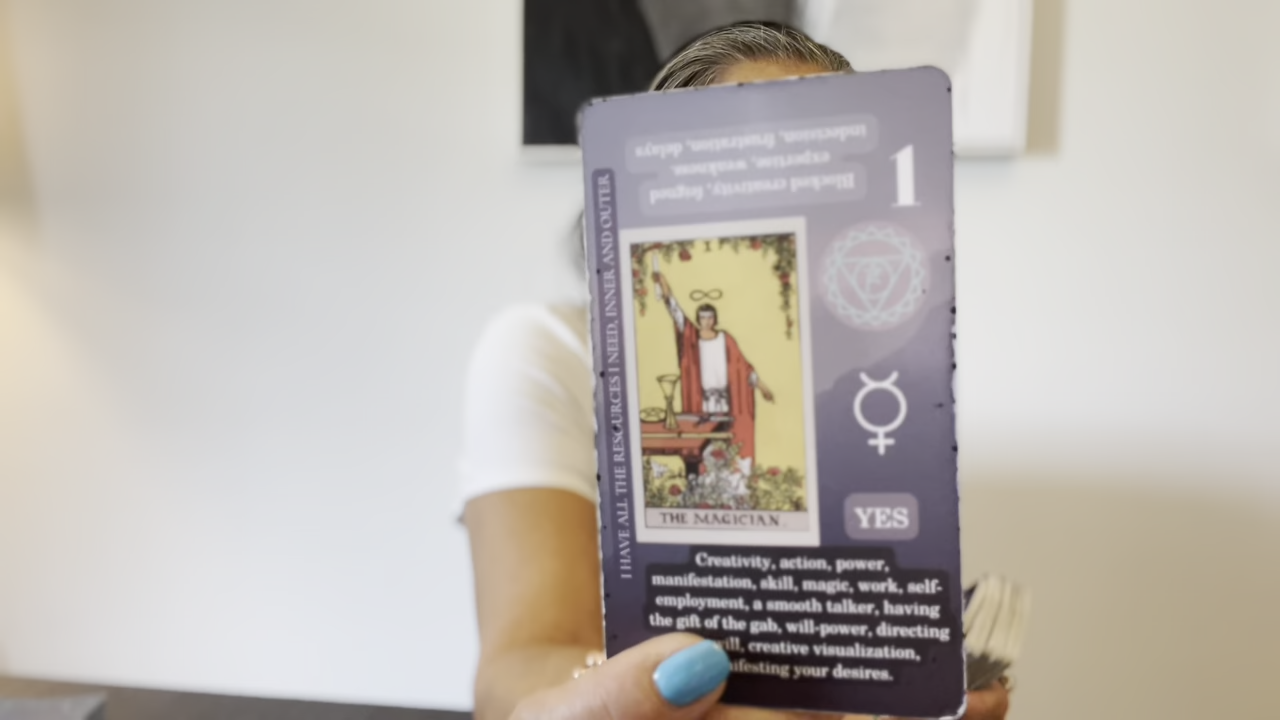 indecision, frustration, delays
expertise, weakness,
Blocked creativity, feigned
1
I HAVE ALL THE RESOURCES I NEED, INNER AND OUTER
I
THE MAGICIAN.
YES
Creativity, action, power,
manifestation, skill, magic, work, self-
employment, a smooth talker, having
the gift of the gab, will-power, directing
will, creative visualization,
your desires.